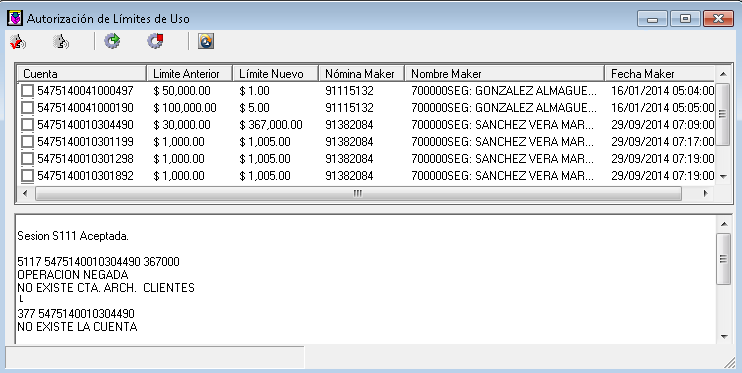 Autorización de Límites de Uso
Cuenta Limite Anterior Límite Nuevo Nómina Maker Nombre Maker Fecha Maker
5475140041000497 $ 50,000.00 $ 1.00 91115132 700000SEG: GONZALEZ ALMAGUE... 16/01/2014 05:04:00
5475140041000190 $ 100,000.00 $ 5.00 91115132 700000SEG: GONZALEZ ALMAGUE... 16/01/2014 05:05:00
5475140010304490 $ 30,000.00 $ 367,000.00 91382084 700000SEG: SANCHEZ VERA MAR... 29/09/2014 07:09:00
5475140010301199 $ 1,000.00 $ 1,005.00 91382084 700000SEG: SANCHEZ VERA MAR... 29/09/2014 07:17:00
5475140010301298 $ 1,000.00 $ 1,005.00 91382084 700000SEG: SANCHEZ VERA MAR... 29/09/2014 07:19:00
5475140010301892 $ 1,000.00 $ 1,005.00 91382084 700000SEG: SANCHEZ VERA MAR... 29/09/2014 07:19:00
Sesion S111 Aceptada.
5117 5475140010304490 367000
OPERACION NEGADA
NO EXISTE CTA. ARCH. CLIENTES
└
377 5475140010304490
NO EXISTE LA CUENTA